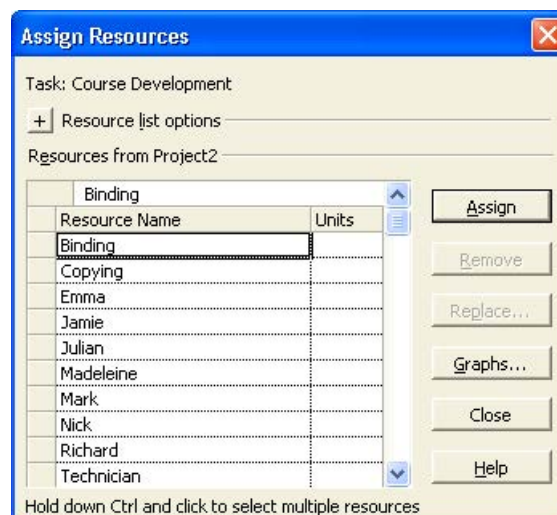 Assign Resources
Task: Course Development
+ Resource list options
Resources from Project2
Binding
Resource Name Units
Binding
Copying
Emma
Jamie
Julian
Madeleine
Mark
Nick
Richard
Technician
Assign
Remove
Replace...
Graphs...
Close
Help
Hold down Ctrl and click to select multiple resources